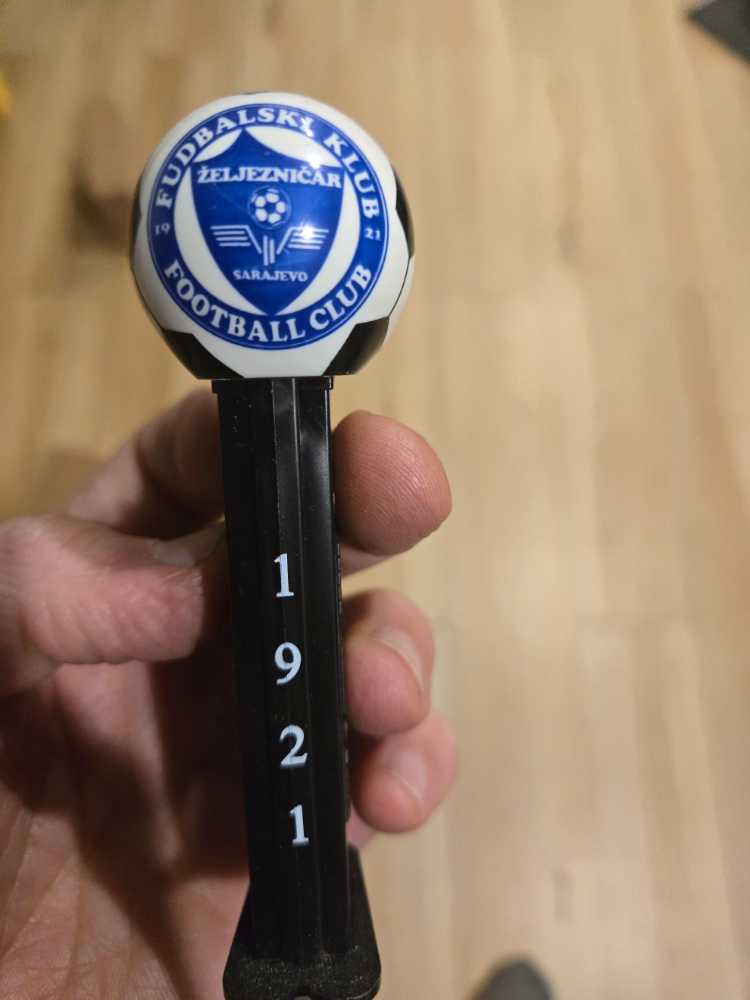 FUDBALSKI KLUB
ŽELJEZNIČAR
19 21
SARAJEVO
FOOTBALL CLUB
1
9
2
1